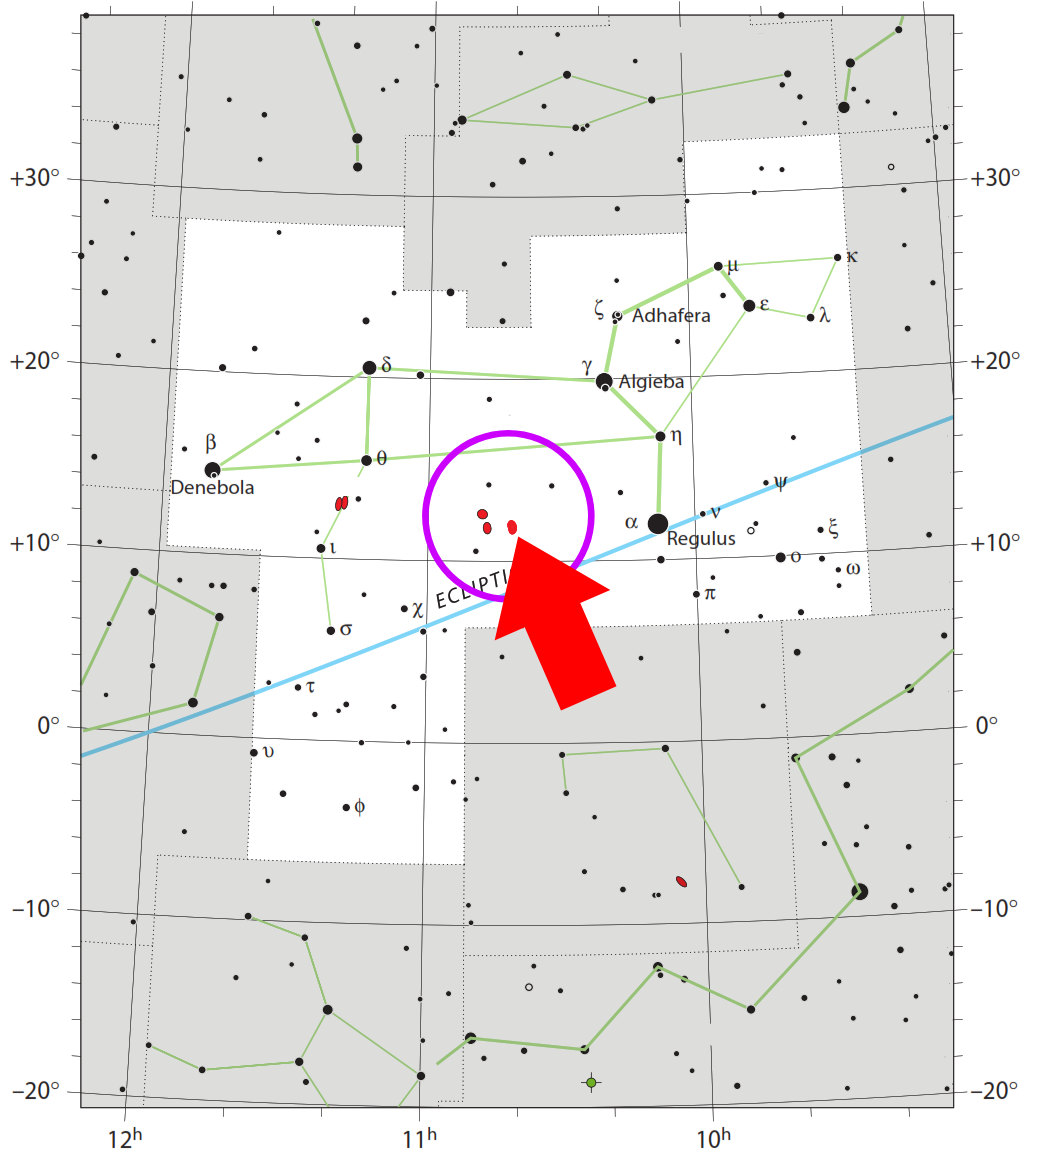 +30° +30°
κ
μ
ε
ζ Adhafera λ
+20° +20°
δ
γ Algieba
β
η
θ
Denebola
ψ
ν
α ξ
Regulus
+10° ι ο +10°
ω
ECLIPTI
π
χ
σ
τ
0° 0°
υ
ϕ
–10° –10°
–20° –20°
12h 11h 10h